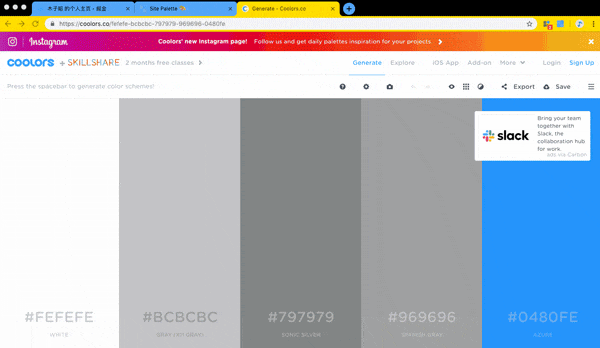 木子昭的个人主页 - 掘金
Site Palette
Generate - Coolors.co
https://coolors.co/fefefe-bcbcbc-797979-969696-0480fe
Instagram
Coolors' new Instagram page! Follow us and get daily palettes inspiration for your projects.
coolors + SKILLSHARE 2 months free classes
Generate Explore iOS App Add-on More Login Sign Up
Press the spacebar to generate color schemes!
Export Save
slack
Bring your team
together with
Slack, the
collaboration hub
for work.
ads via Carbon
#FEFEFE #BCBCBC #797979 #969696 #0480FE
WHITE GRAY (X11 GRAY) SONIC SILVER SPANISH GRAY AZURE